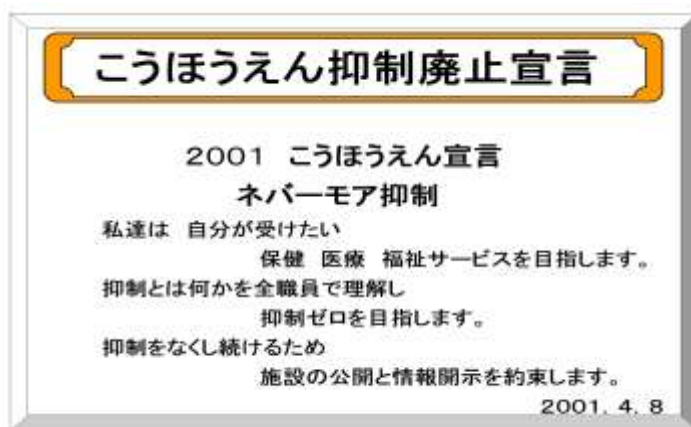 こうほうえん抑制廃止宣言
2001 こうほうえん宣言
ネバーモア抑制
私達は 自分が受けたい
保健 医療 福祉サービスを目指します。
抑制とは何かを全職員で理解し
抑制ゼロを目指します。
抑制をなくし続けるため
施設の公開と情報開示を約束します。
2001. 4. 8